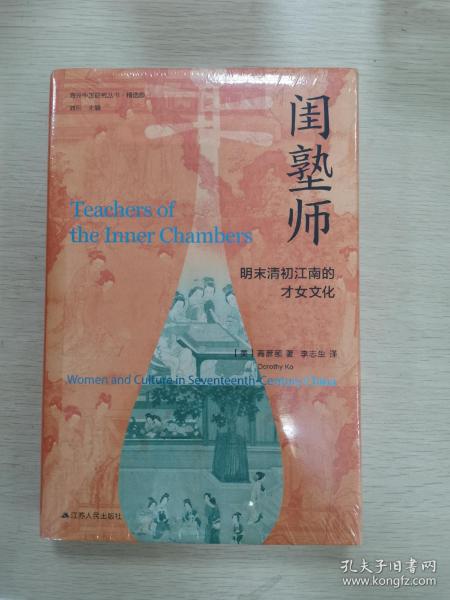 海外中国研究丛书·精选版
刘东 主编
闺塾师
Teachers of
the Inner Chambers
明末清初江南的
才女文化
［美］高彦颐 著 李志生 译
Dorothy Ko
Women and Culture in Seventeenth-Century China
江苏人民出版社
孔夫子旧书网
www.kongfz.com